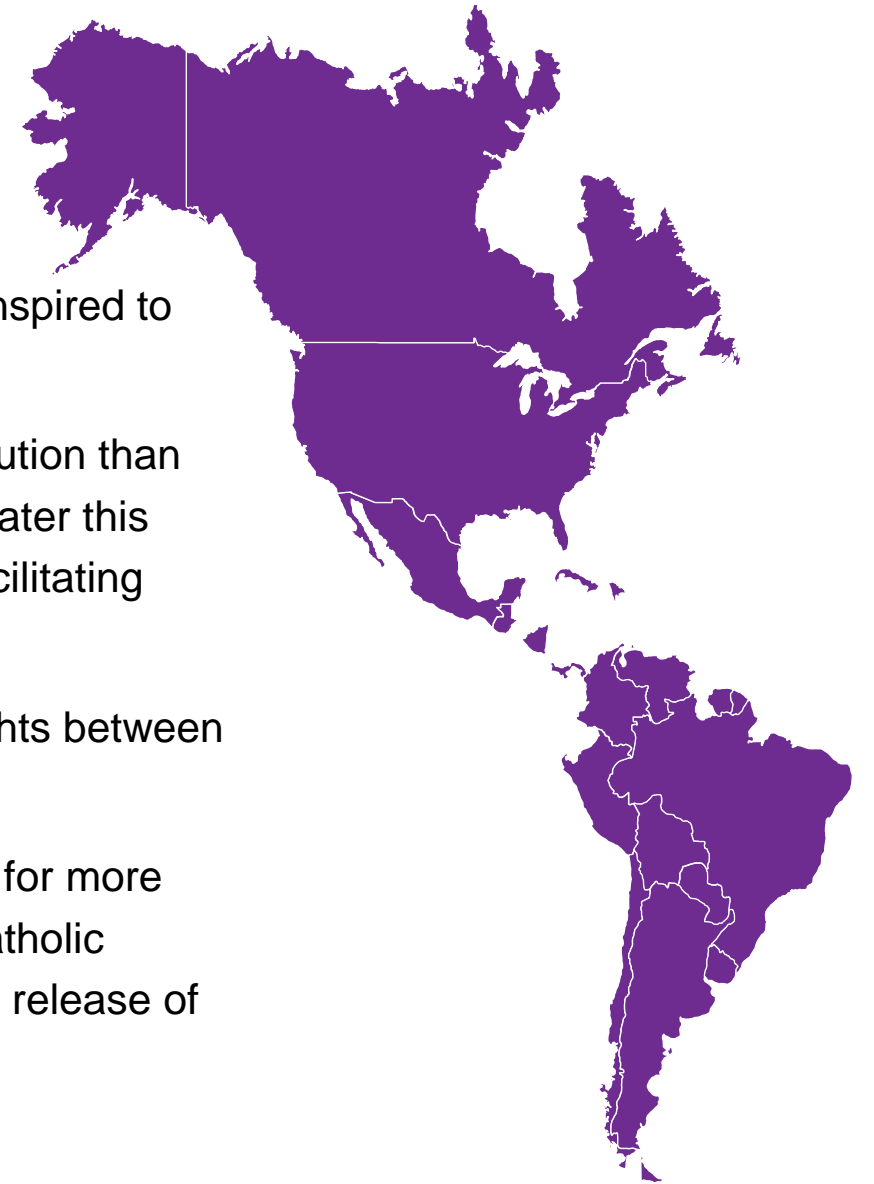 nspired to
ution than
ater this
cilitating
hts between
for more
atholic
release of